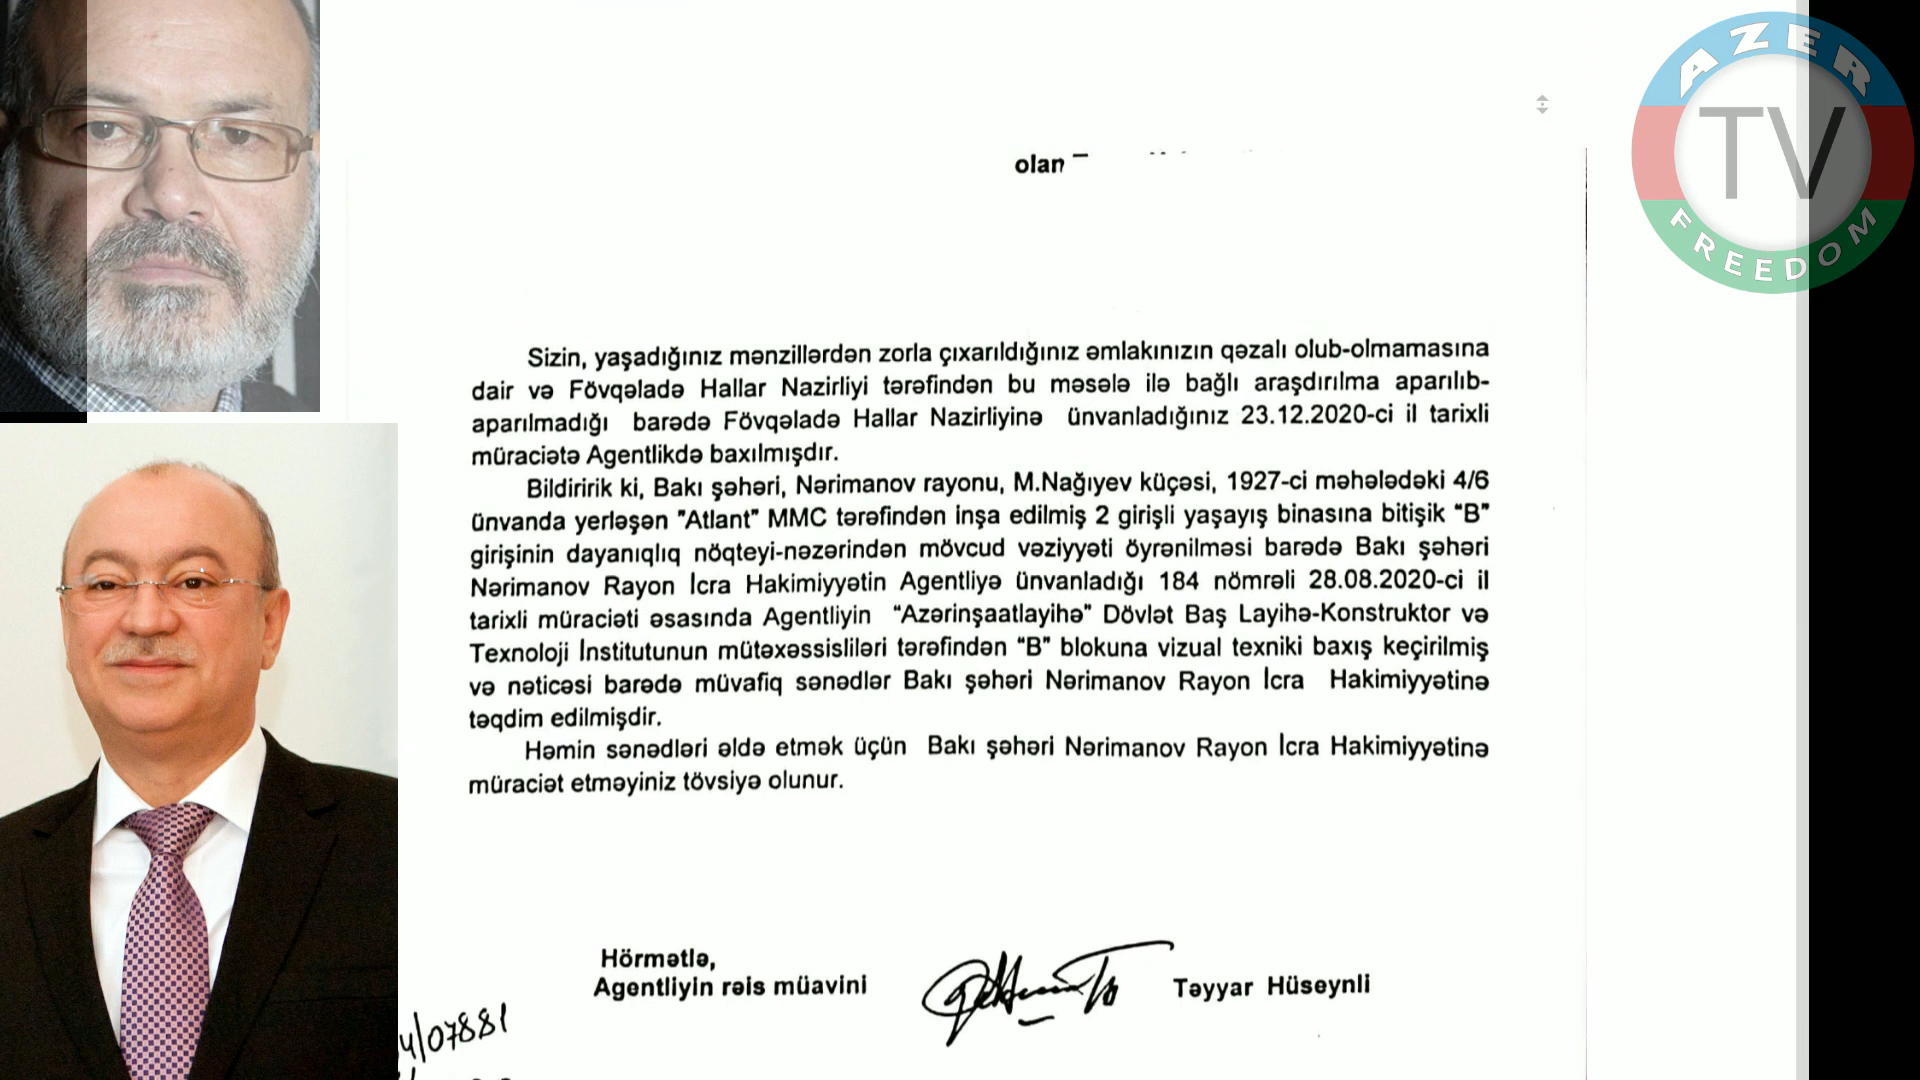 AZER
TV
FREEDOM
olan
Sizin, yaşadığınız mənzillərdən zorla çıxarıldığınız əmlakınızın qəzalı olub-olmamasına
dair və Fövqəladə Hallar Nazirliyi tərəfindən bu məsələ ilə bağlı araşdırılma aparılıb-
aparılmadığı barədə Fövqəladə Hallar Nazirliyinə ünvanladığınız 23.12.2020-ci il tarixli
müraciətə Agentlikdə baxılmışdır.
Bildiririk ki, Bakı şəhəri, Nərimanov rayonu, M.Nağıyev küçəsi, 1927-ci məhələdəki 4/6
ünvanda yerləşən "Atlant" MMC tərəfindən inşa edilmiş 2 girişli yaşayış binasına bitişik “B”
girişinin dayanıqlıq nöqteyi-nəzərindən mövcud vəziyyəti öyrənilməsi barədə Bakı şəhəri
Nərimanov Rayon İcra Hakimiyyətin Agentliyə ünvanladığı 184 nömrəli 28.08.2020-ci il
tarixli müraciəti əsasında Agentliyin “Azərinşaatlayihə” Dövlət Baş Layihə-Konstruktor və
Texnoloji İnstitutunun mütəxəssisliləri tərəfindən “B” blokuna vizual texniki baxış keçirilmiş
və nəticəsi barədə müvafiq sənədlər Bakı şəhəri Nərimanov Rayon İcra Hakimiyyətinə
təqdim edilmişdir.
Həmin sənədləri əldə etmək üçün Bakı şəhəri Nərimanov Rayon İcra Hakimiyyətinə
müraciət etməyiniz tövsiyə olunur.
Hörmətlə,
Agentliyin rəis müavini Təyyar Hüseynli
4/07881